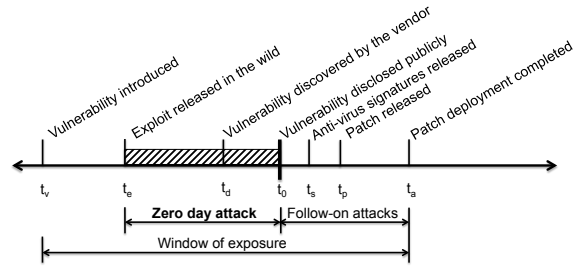 Vulnerability introduced
Exploit released in the wild
Vulnerability discovered by the vendor
Vulnerability disclosed publicly
Anti-virus signatures released
Patch released
Patch deployment completed
tv te td t0 ts tp ta
Zero day attack Follow-on attacks
Window of exposure